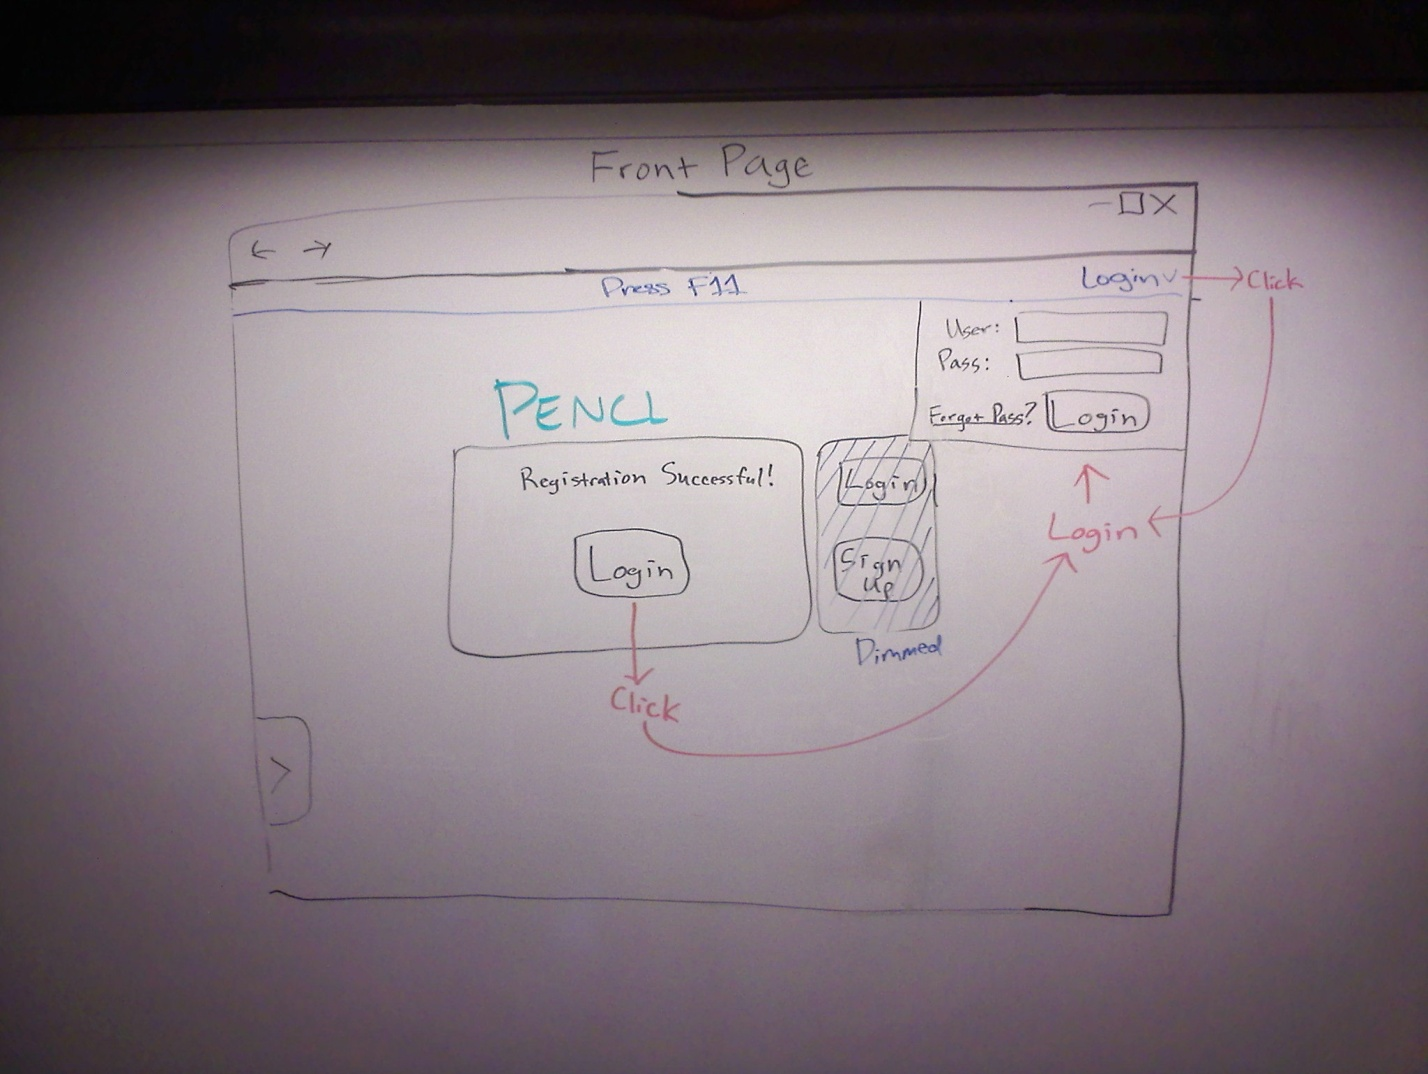 Front Page
Press F11
Login
Click
User:
Pass:
Forgot Pass?
Login
PENCL
Registration Successful!
Login
Login
Sign
Up
Login
Dimmed
Click